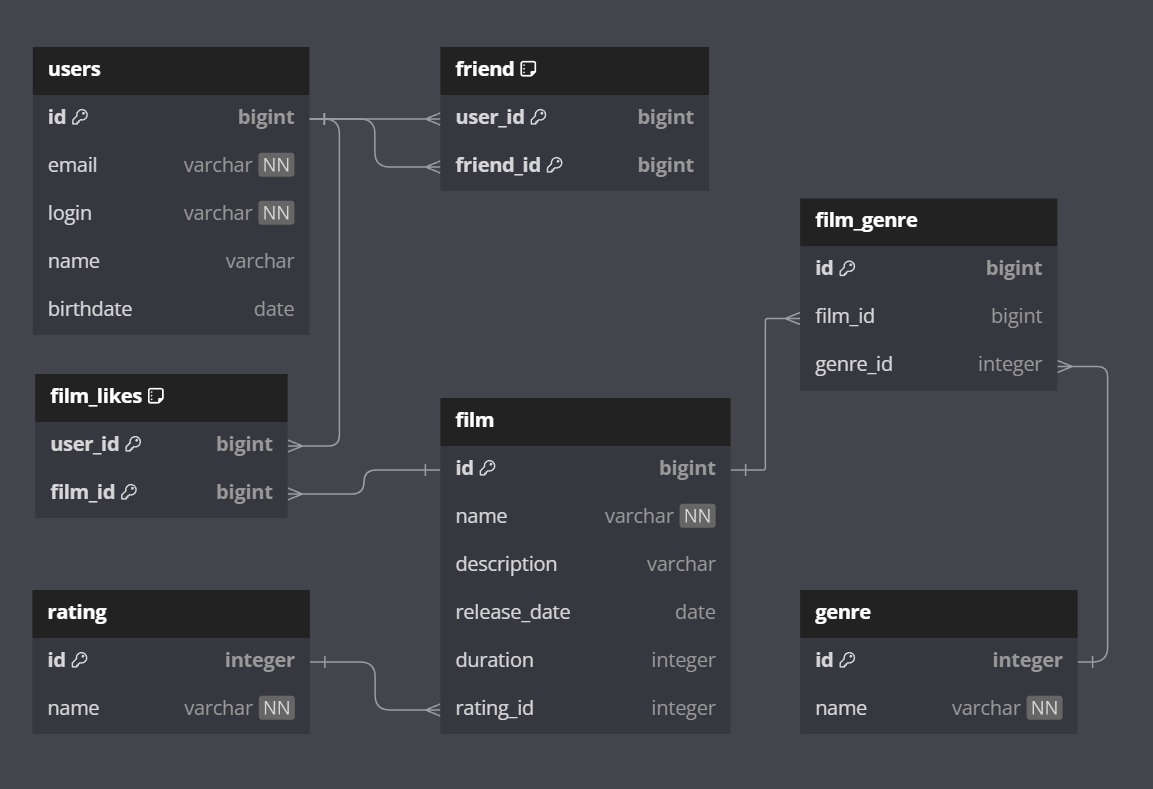 users
id bigint
email varchar NN
login varchar NN
name varchar
birthdate date
friend
user_id bigint
friend_id bigint
film_genre
id bigint
film_id bigint
genre_id integer
film_likes
user_id bigint
film_id bigint
film
id bigint
name varchar NN
description varchar
release_date date
duration integer
rating_id integer
rating
id integer
name varchar NN
genre
id integer
name varchar NN